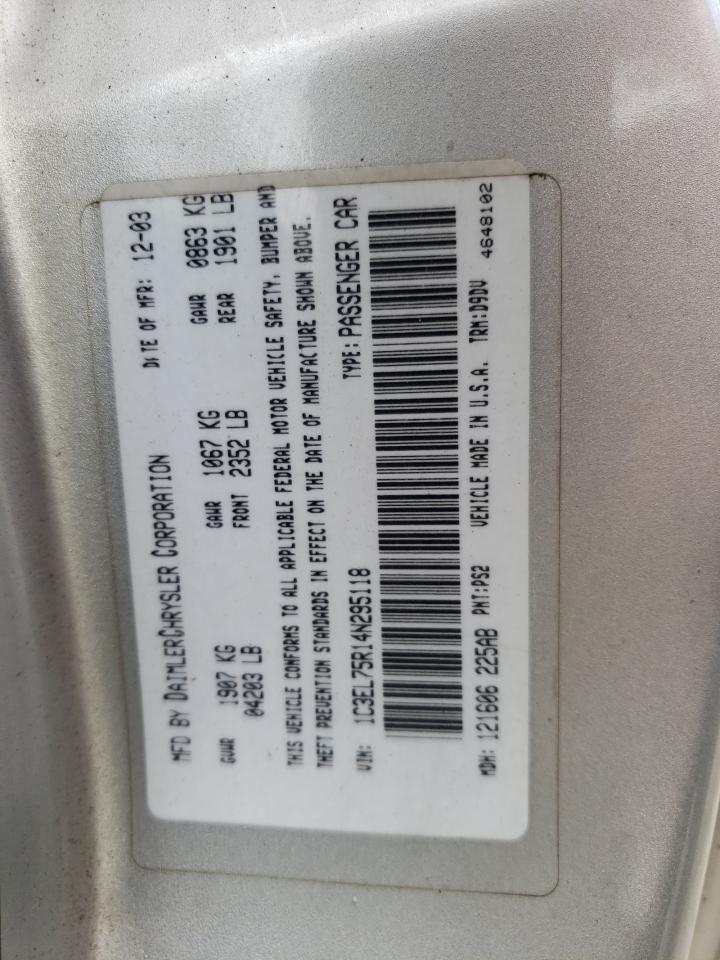 MFD BY DAIMLERCHRYSLER CORPORATION DATE OF MFR: 12-03
GVWR 1907 KG GAWR 1067 KG GAWR 0863 KG
04203 LB FRONT 2352 LB REAR 1901 LB
THIS VEHICLE CONFORMS TO ALL APPLICABLE FEDERAL MOTOR VEHICLE SAFETY, BUMPER AND
THEFT PREVENTION STANDARDS IN EFFECT ON THE DATE OF MANUFACTURE SHOWN ABOVE.
VIN: 1C3EL75R14N295118 TYPE: PASSENGER CAR
MDH: 121606 225AB PNT:PS2 VEHICLE MADE IN U.S.A. TRM:D9DV 4648102